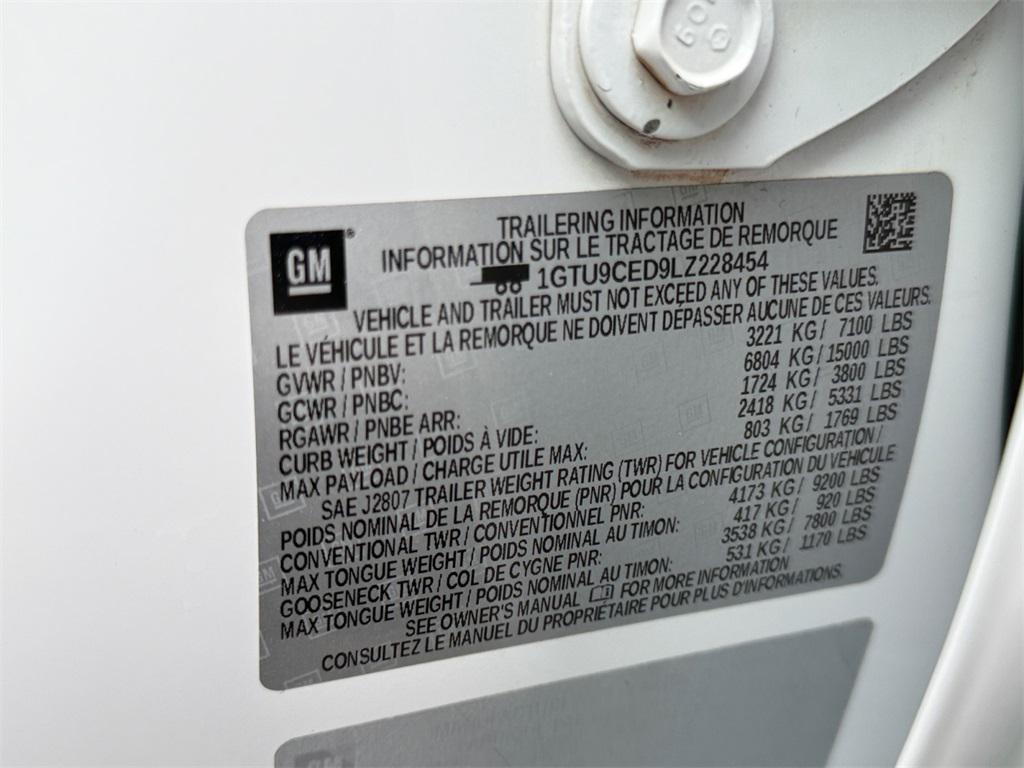 GM ®
TRAILERING INFORMATION
INFORMATION SUR LE TRACTAGE DE REMORQUE
1GTU9CED9LZ228454
VEHICLE AND TRAILER MUST NOT EXCEED ANY OF THESE VALUES.
LE VÉHICULE ET LA REMORQUE NE DOIVENT DÉPASSER AUCUNE DE CES VALEURS.
GVWR / PNBV: 3221 KG / 7100 LBS
GCWR / PNBC: 6804 KG / 15000 LBS
RGAWR / PNBE ARR: 1724 KG / 3800 LBS
CURB WEIGHT / POIDS À VIDE: 2418 KG / 5331 LBS
MAX PAYLOAD / CHARGE UTILE MAX: 803 KG / 1769 LBS
SAE J2807 TRAILER WEIGHT RATING (TWR) FOR VEHICLE CONFIGURATION /
POIDS NOMINAL DE LA REMORQUE (PNR) POUR LA CONFIGURATION DU VÉHICULE
CONVENTIONAL TWR / CONVENTIONNEL PNR: 4173 KG / 9200 LBS
MAX TONGUE WEIGHT / POIDS NOMINAL AU TIMON: 417 KG / 920 LBS
GOOSENECK TWR / COL DE CYGNE PNR: 3538 KG / 7800 LBS
MAX TONGUE WEIGHT / POIDS NOMINAL AU TIMON: 531 KG / 1170 LBS
SEE OWNER'S MANUAL FOR MORE INFORMATION
CONSULTEZ LE MANUEL DU PROPRIÉTAIRE POUR PLUS D'INFORMATIONS.
GM